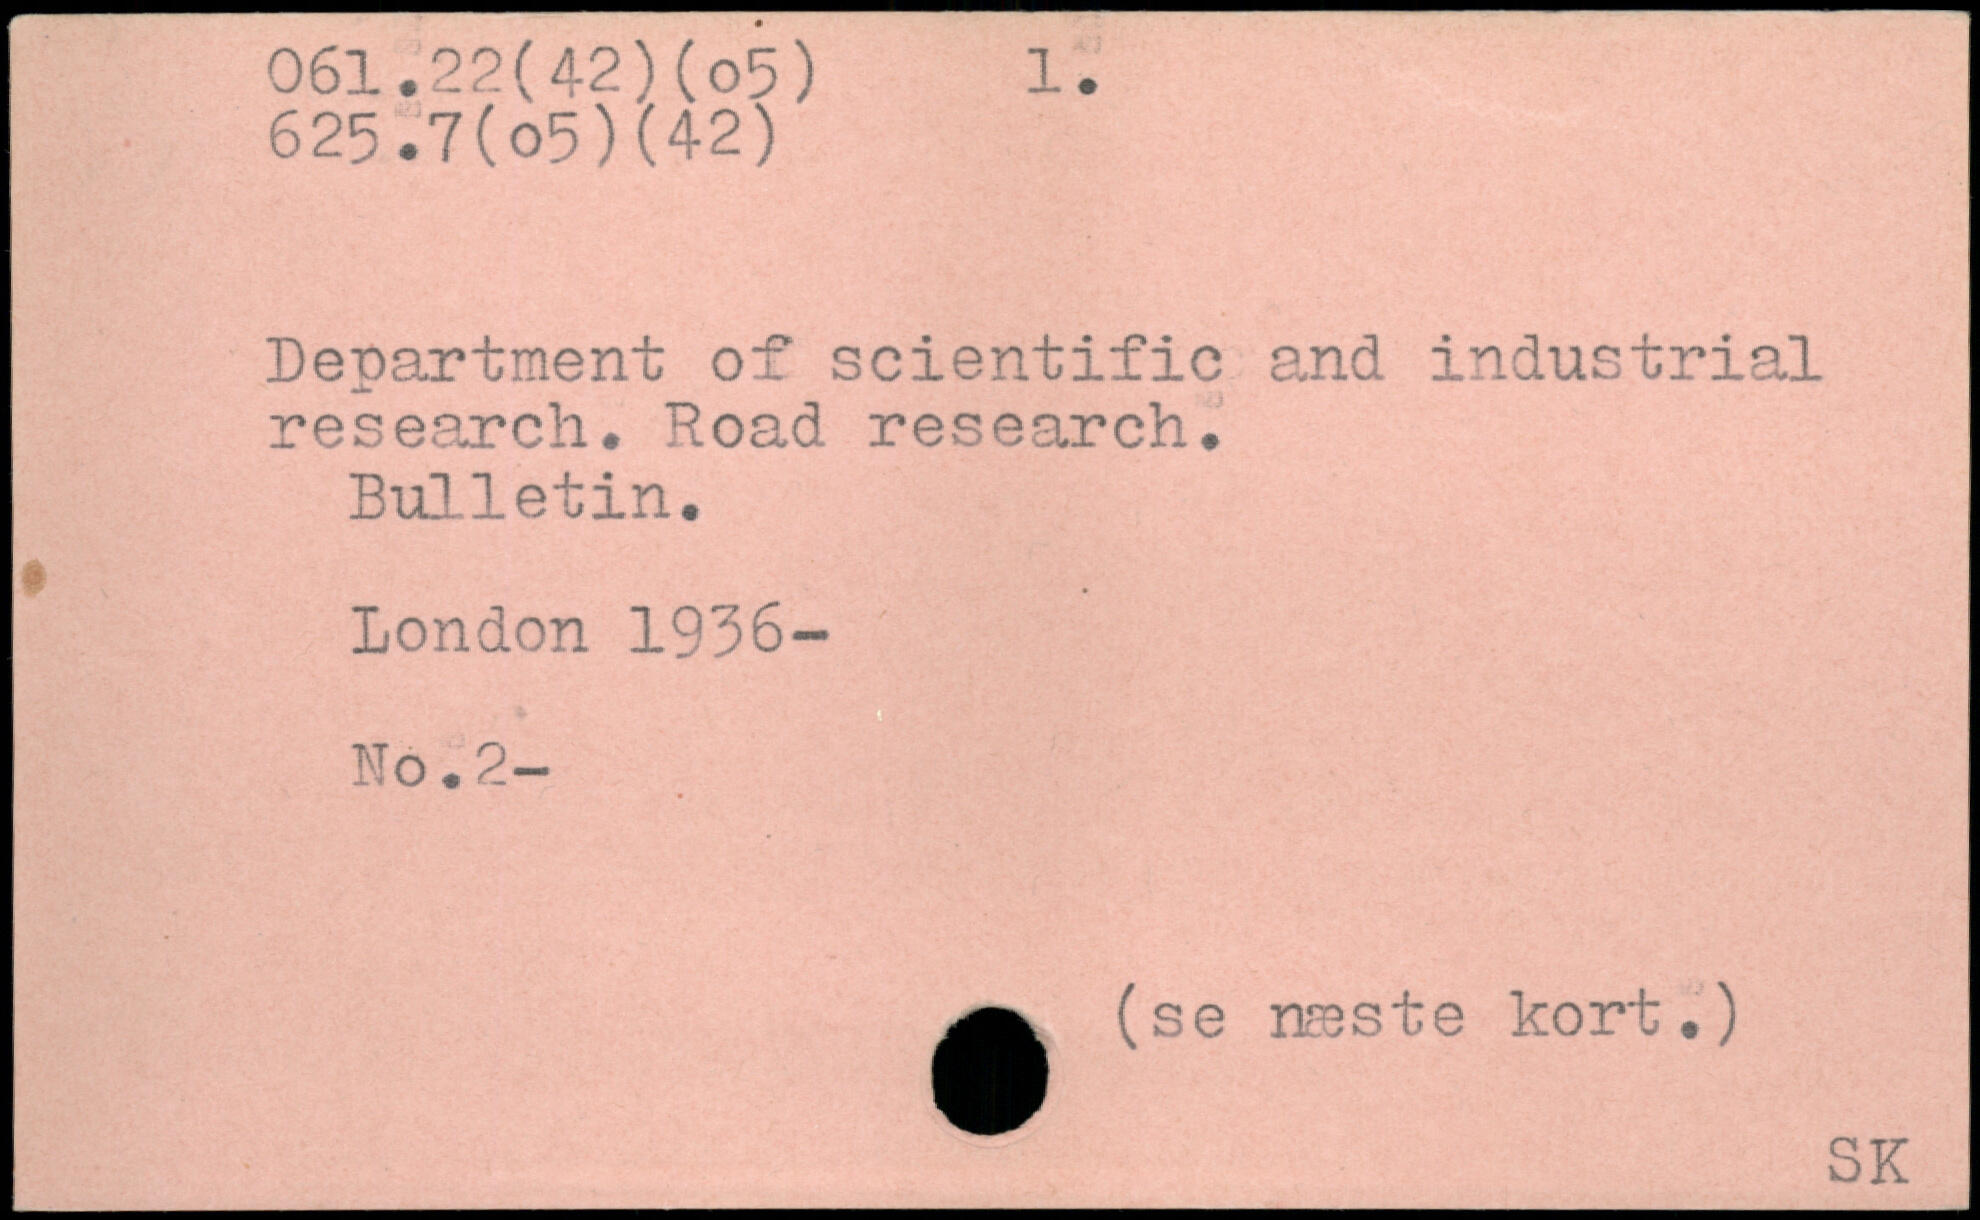 061.22(42)(o5) 1.
625.7(o5)(42)
Department of scientific and industrial
research. Road research.
Bulletin.
London 1936-
No.2-
(se næste kort.)
SK